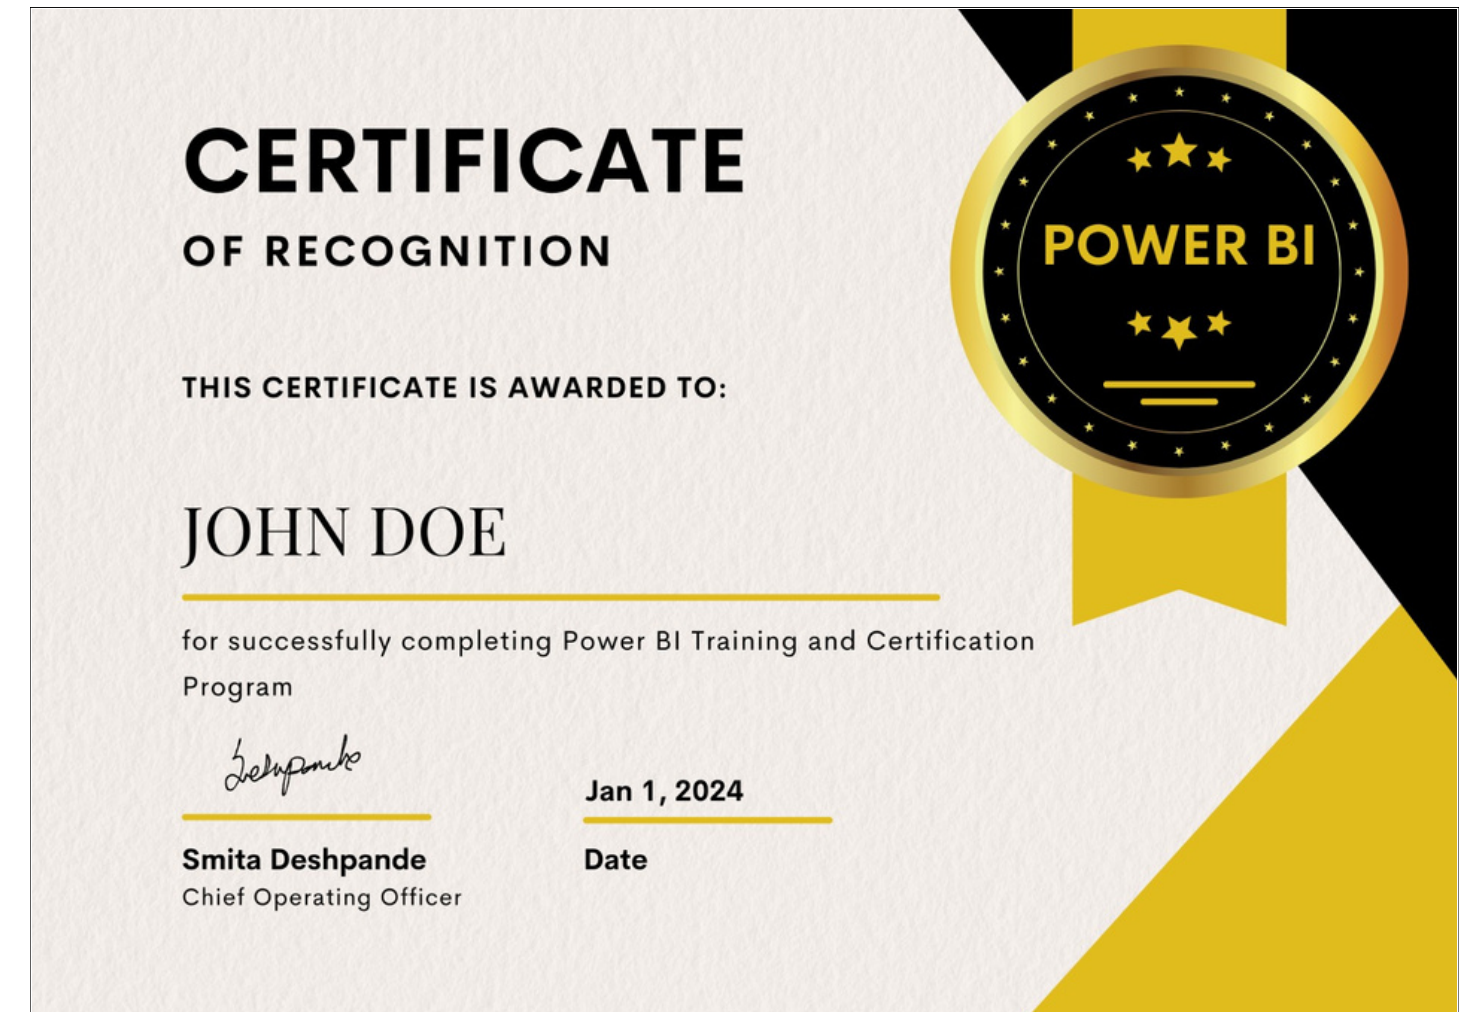 CERTIFICATE
OF RECOGNITION
POWER BI
THIS CERTIFICATE IS AWARDED TO:
JOHN DOE
for successfully completing Power BI Training and Certification
Program
Deshpande
Jan 1, 2024
Smita Deshpande
Date
Chief Operating Officer